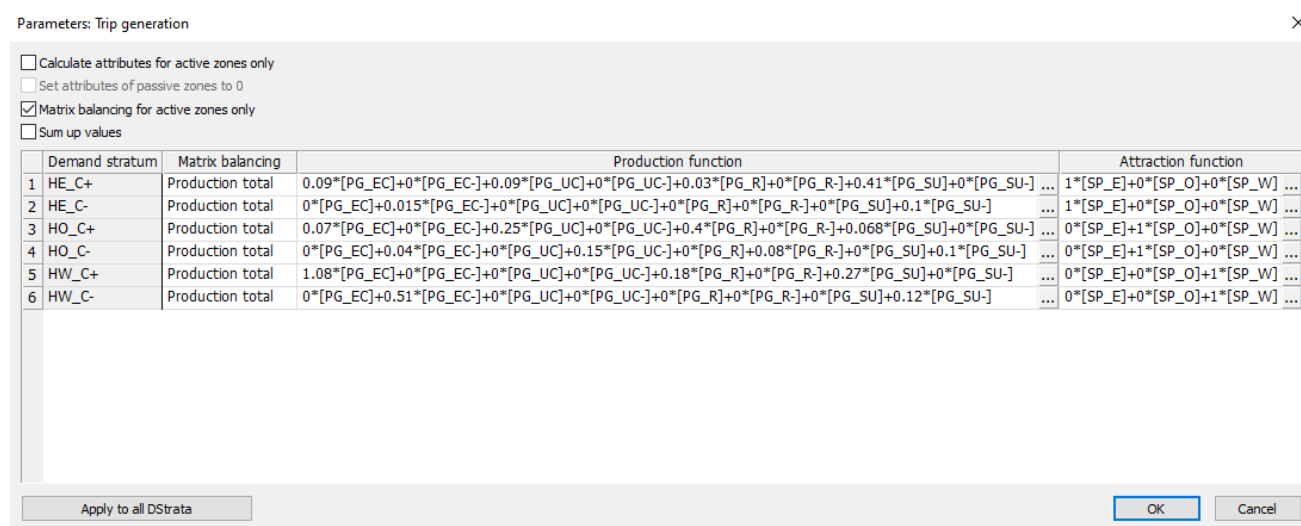 Parameters: Trip generation
Calculate attributes for active zones only
Set attributes of passive zones to 0
Matrix balancing for active zones only
Sum up values
Demand stratum Matrix balancing Production function Attraction function
1 HE_C+ Production total 0.09*[PG_EC]+0*[PG_EC-]+0.09*[PG_UC]+0*[PG_UC-]+0.03*[PG_R]+0*[PG_R-]+0.41*[PG_SU]+0*[PG_SU-] ... 1*[SP_E]+0*[SP_O]+0*[SP_W] ...
2 HE_C- Production total 0*[PG_EC]+0.015*[PG_EC-]+0*[PG_UC]+0*[PG_UC-]+0*[PG_R]+0*[PG_R-]+0*[PG_SU]+0.1*[PG_SU-] ... 1*[SP_E]+0*[SP_O]+0*[SP_W] ...
3 HO_C+ Production total 0.07*[PG_EC]+0*[PG_EC-]+0.25*[PG_UC]+0*[PG_UC-]+0.4*[PG_R]+0*[PG_R-]+0.068*[PG_SU]+0*[PG_SU-] ... 0*[SP_E]+1*[SP_O]+0*[SP_W] ...
4 HO_C- Production total 0*[PG_EC]+0.04*[PG_EC-]+0*[PG_UC]+0.15*[PG_UC-]+0*[PG_R]+0.08*[PG_R-]+0*[PG_SU]+0.1*[PG_SU-] ... 0*[SP_E]+1*[SP_O]+0*[SP_W] ...
5 HW_C+ Production total 1.08*[PG_EC]+0*[PG_EC-]+0*[PG_UC]+0*[PG_UC-]+0.18*[PG_R]+0*[PG_R-]+0.27*[PG_SU]+0*[PG_SU-] ... 0*[SP_E]+0*[SP_O]+1*[SP_W] ...
6 HW_C- Production total 0*[PG_EC]+0.51*[PG_EC-]+0*[PG_UC]+0*[PG_UC-]+0*[PG_R]+0*[PG_R-]+0*[PG_SU]+0.12*[PG_SU-] ... 0*[SP_E]+0*[SP_O]+1*[SP_W] ...
Apply to all DStrata OK Cancel